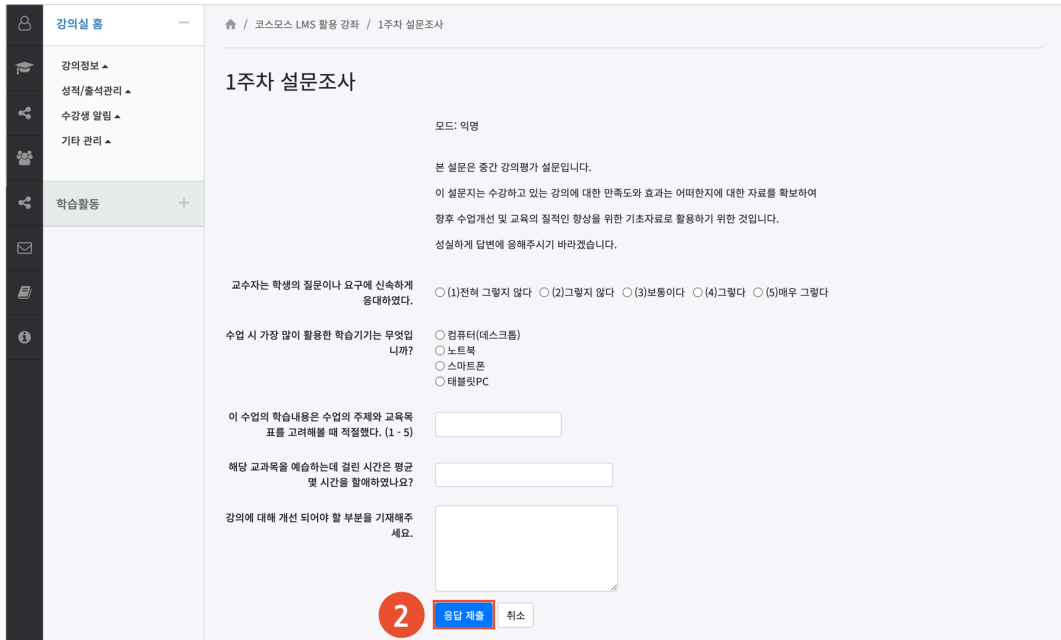 강의실 홈
강의정보
성적/출석관리
수강생 알림
기타 관리
학습활동
/ 코스모스 LMS 활용 강좌 / 1주차 설문조사
1주차 설문조사
모드: 익명
본 설문은 중간 강의평가 설문입니다.
이 설문지는 수강하고 있는 강의에 대한 만족도와 효과는 어떠한지에 대한 자료를 확보하여
향후 수업개선 및 교육의 질적인 향상을 위한 기초자료로 활용하기 위한 것입니다.
성실하게 답변에 응해주시기 바라겠습니다.
교수자는 학생의 질문이나 요구에 신속하게
응대하였다.
(1)전혀 그렇지 않다 (2)그렇지 않다 (3)보통이다 (4)그렇다 (5)매우 그렇다
수업 시 가장 많이 활용한 학습기기는 무엇입
니까?
컴퓨터(데스크톱)
노트북
스마트폰
태블릿PC
이 수업의 학습내용은 수업의 주제와 교육목
표를 고려해볼 때 적절했다. (1 - 5)
해당 교과목을 예습하는데 걸린 시간은 평균
몇 시간을 할애하였나요?
강의에 대해 개선 되어야 할 부분을 기재해주
세요.
2 응답 제출 취소